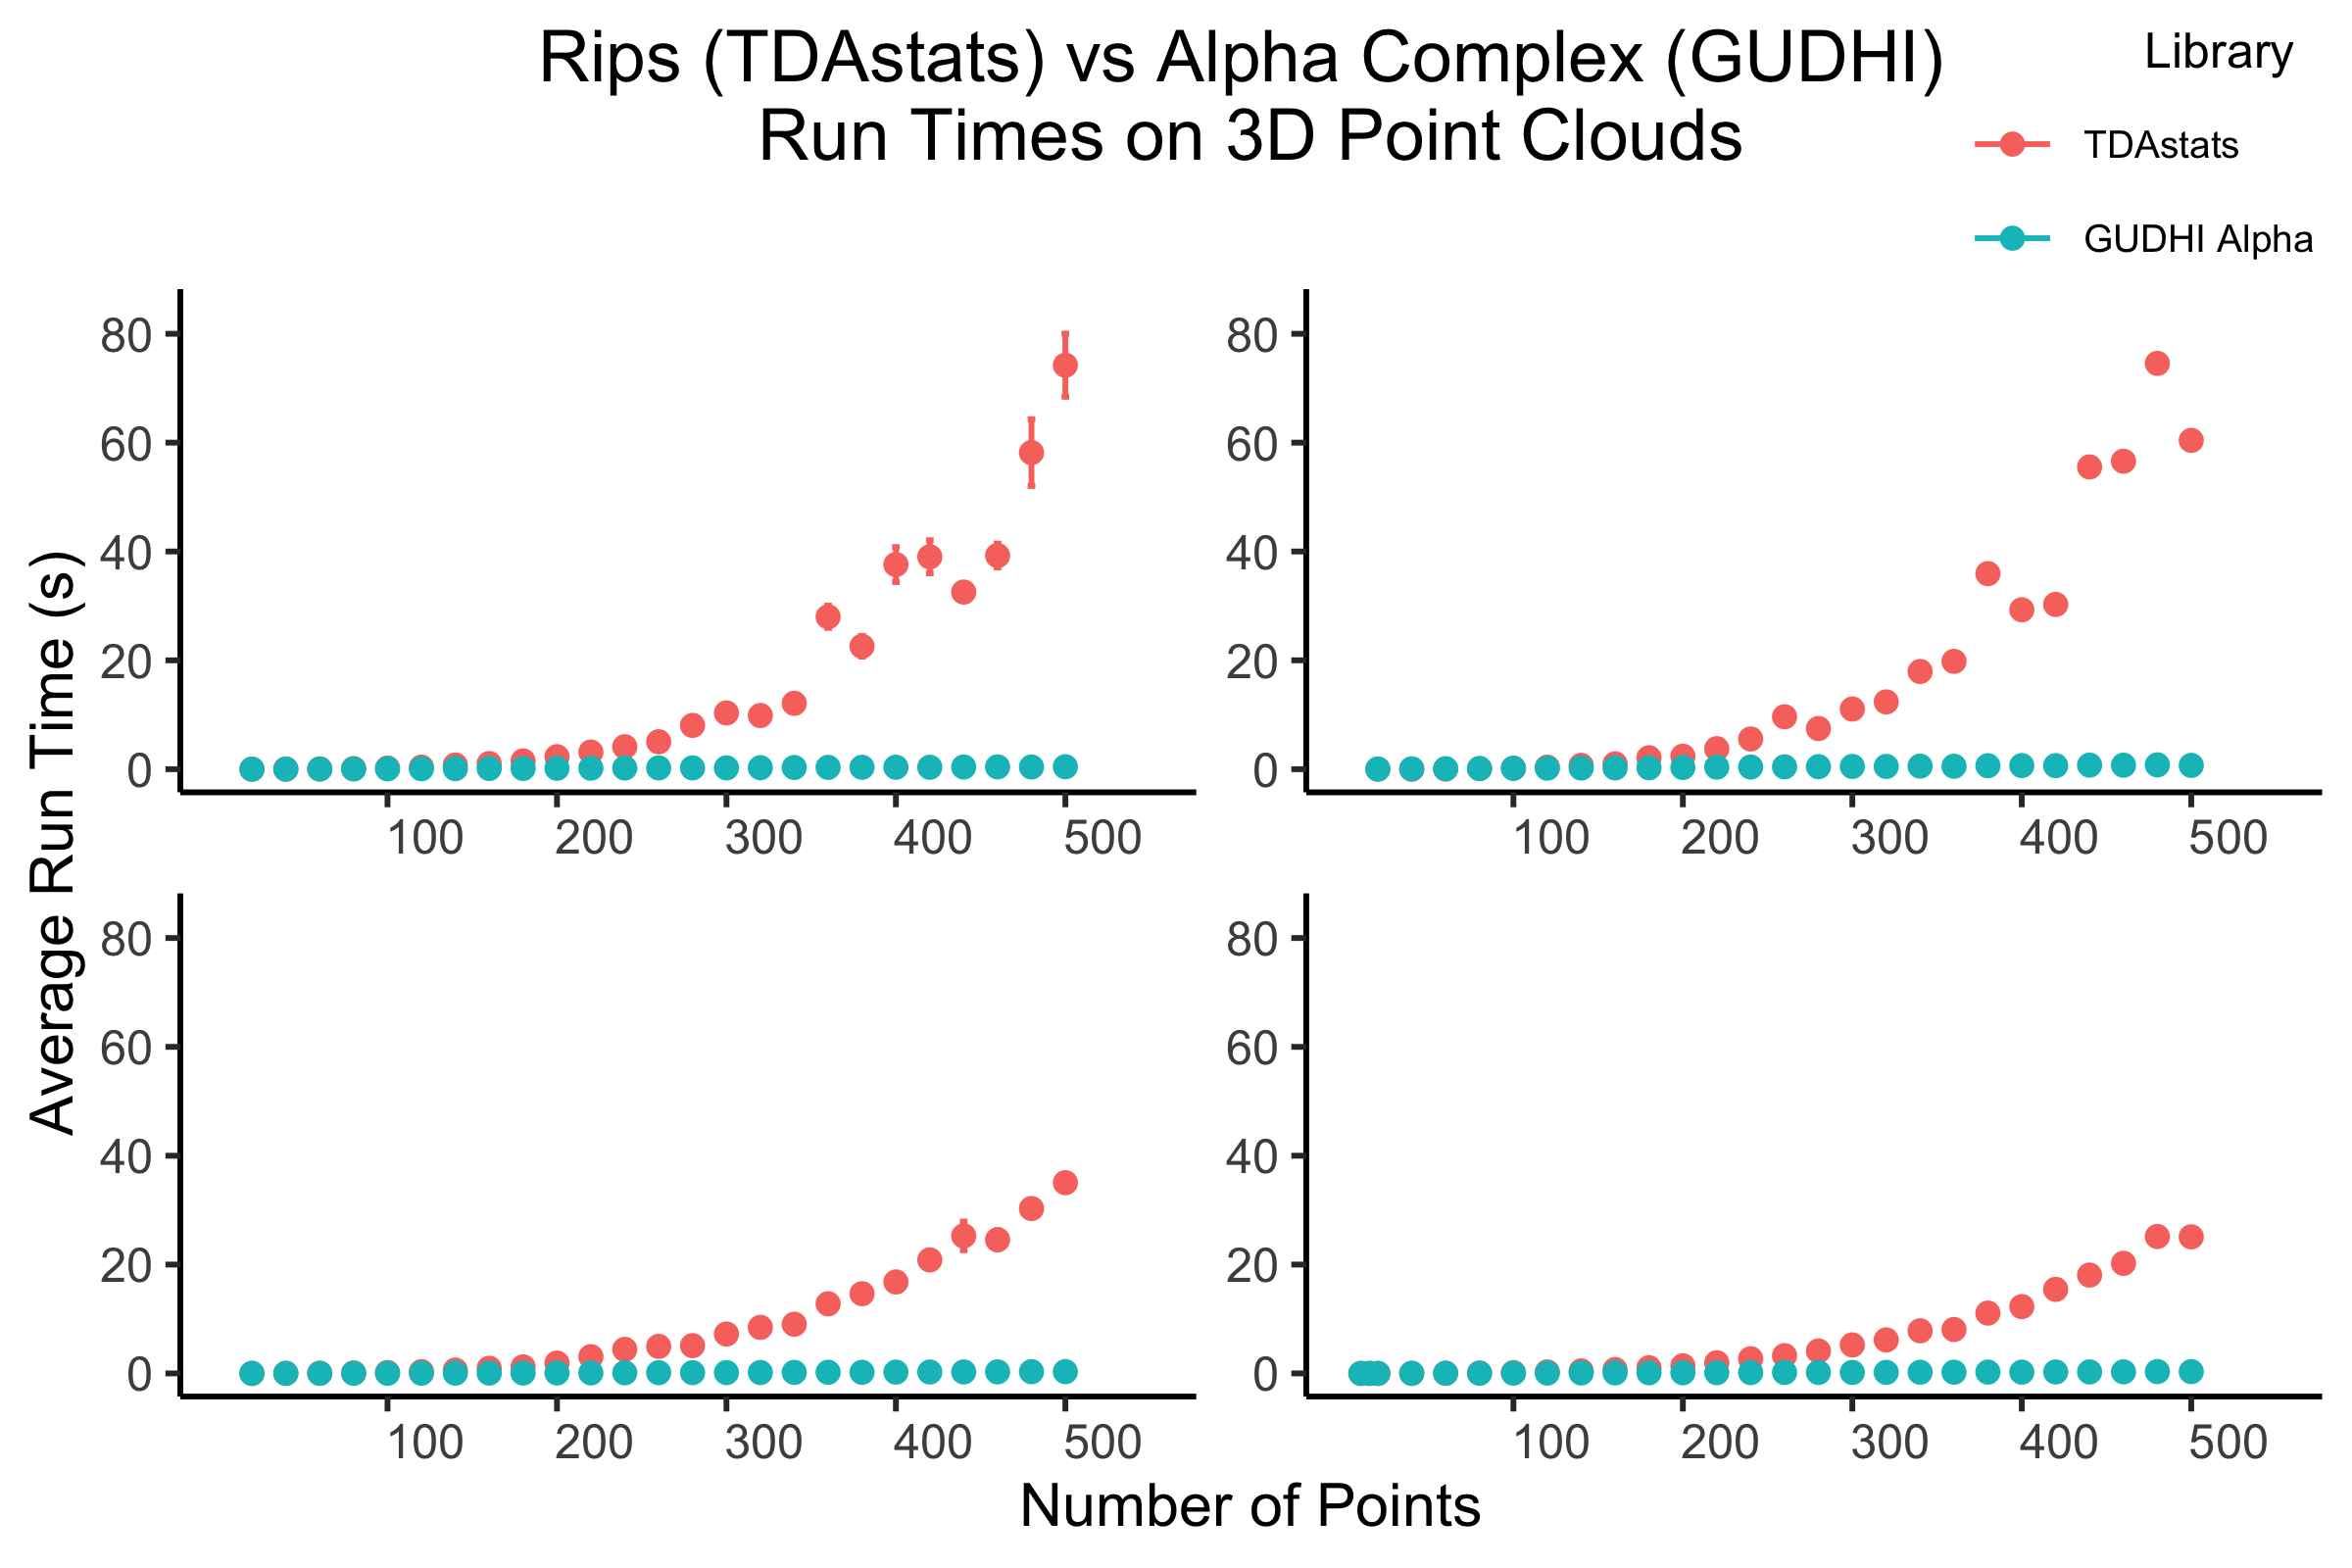 Rips (TDAstats) vs Alpha Complex (GUDHI)
Run Times on 3D Point Clouds
Library
TDAstats
GUDHI Alpha
Average Run Time (s)
80
60
40
20
0
100 200 300 400 500
80
60
40
20
0
100 200 300 400 500
80
60
40
20
0
100 200 300 400 500
80
60
40
20
0
100 200 300 400 500
Number of Points